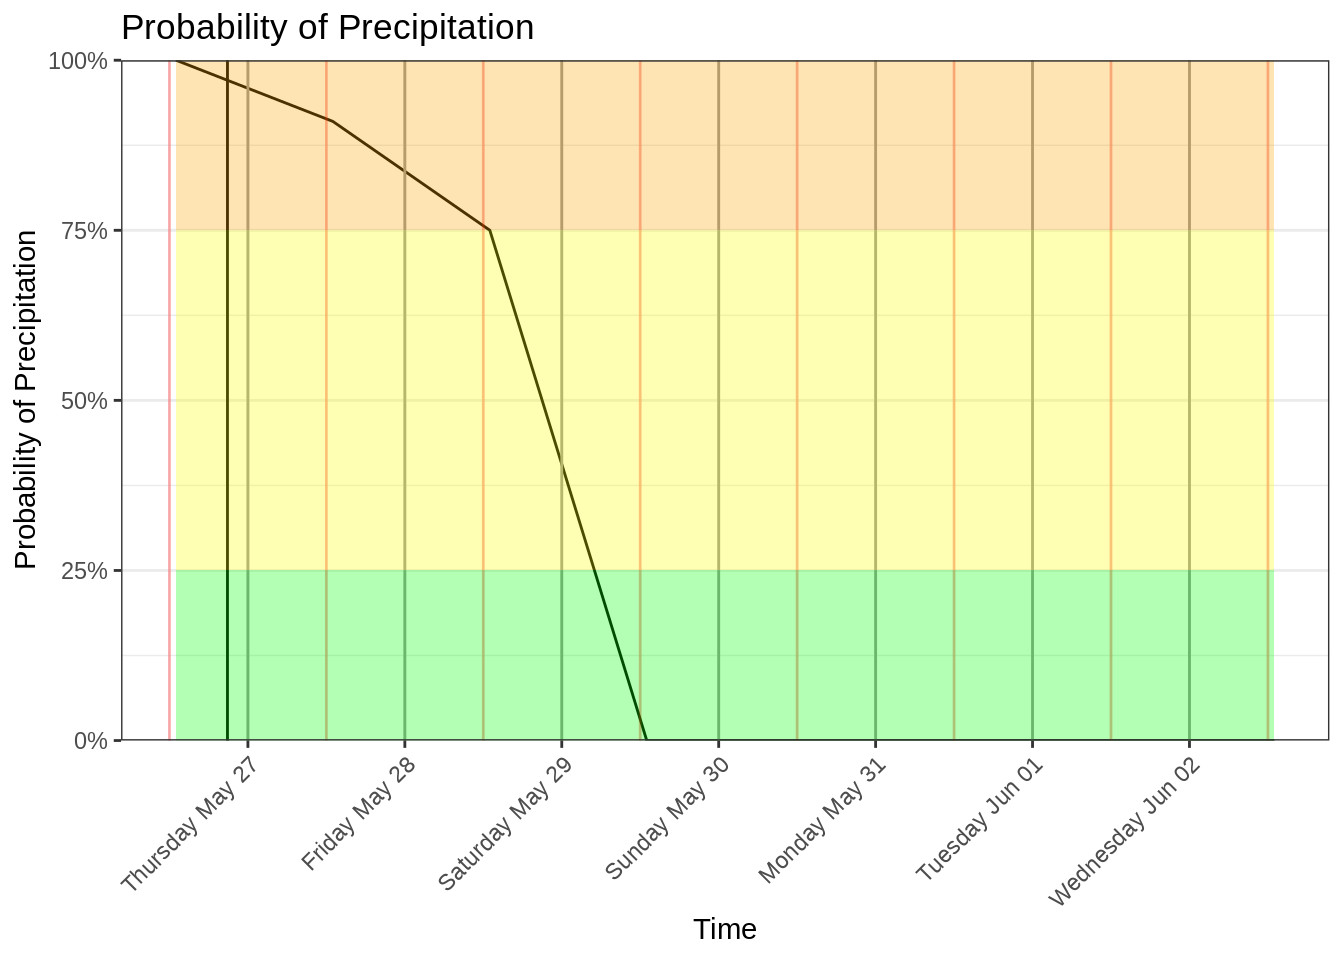 Probability of Precipitation
Probability of Precipitation
100%
75%
50%
25%
0%
Thursday May 27
Friday May 28
Saturday May 29
Sunday May 30
Monday May 31
Tuesday Jun 01
Wednesday Jun 02
Time